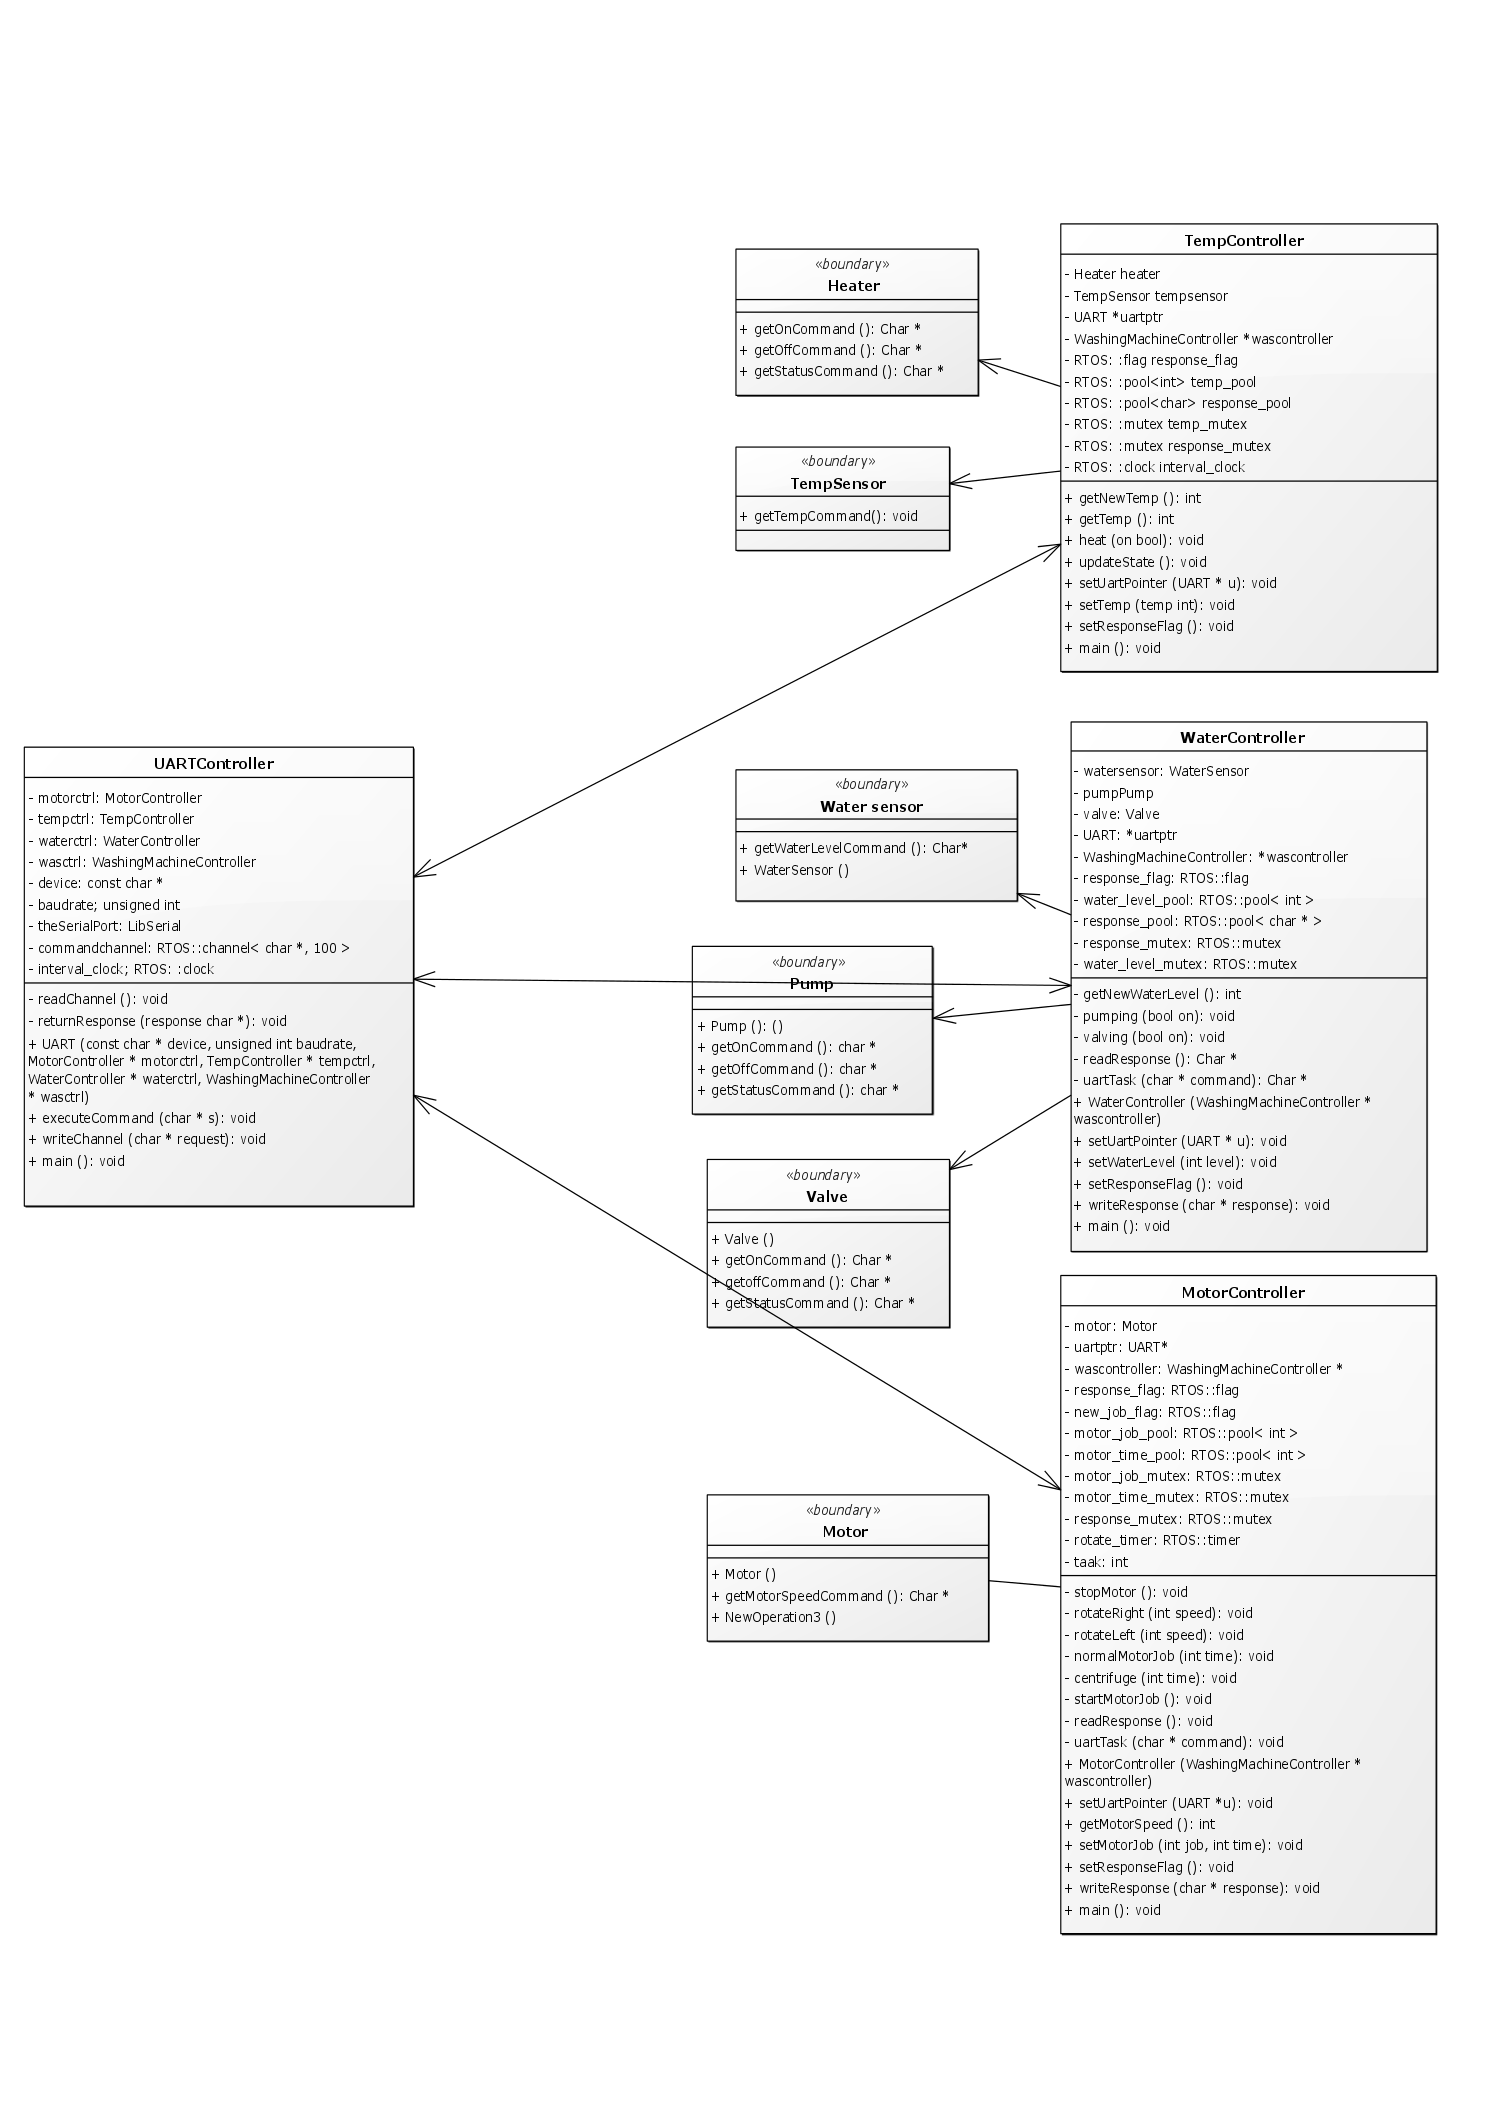 TempController
- Heater heater
- TempSensor tempsensor
- UART *uartptr
- WashingMachineController *wascontroller
- RTOS: :flag response_flag
- RTOS: :pool<int> temp_pool
- RTOS: :pool<char> response_pool
- RTOS: :mutex temp_mutex
- RTOS: :mutex response_mutex
- RTOS: :clock interval_clock
+ getNewTemp (): int
+ getTemp (): int
+ heat (on bool): void
+ updateState (): void
+ setUartPointer (UART * u): void
+ setTemp (temp int): void
+ setResponseFlag (): void
+ main (): void
«boundary»
Heater
+ getOnCommand (): Char *
+ getOffCommand (): Char *
+ getStatusCommand (): Char *
«boundary»
TempSensor
+ getTempCommand(): void
UARTController
- motorctrl: MotorController
- tempctrl: TempController
- waterctrl: WaterController
- wasctrl: WashingMachineController
- device: const char *
- baudrate; unsigned int
- theSerialPort: LibSerial
- commandchannel: RTOS::channel< char *, 100 >
- interval_clock; RTOS: :clock
- readChannel (): void
- returnResponse (response char *): void
+ UART (const char * device, unsigned int baudrate,
MotorController * motorctrl, TempController * tempctrl,
WaterController * waterctrl, WashingMachineController
* wasctrl)
+ executeCommand (char * s): void
+ writeChannel (char * request): void
+ main (): void
«boundary»
Water sensor
+ getWaterLevelCommand (): Char*
+ WaterSensor ()
«boundary»
Pump
+ Pump (): ()
+ getOnCommand (): char *
+ getOffCommand (): char *
+ getStatusCommand (): char *
«boundary»
Valve
+ Valve ()
+ getOnCommand (): Char *
+ getoffCommand (): Char *
+ getStatusCommand (): Char *
WaterController
- watersensor: WaterSensor
- pumpPump
- valve: Valve
- UART: *uartptr
- WashingMachineController: *wascontroller
- response_flag: RTOS::flag
- water_level_pool: RTOS::pool< int >
- response_pool: RTOS::pool< char * >
- response_mutex: RTOS::mutex
- water_level_mutex: RTOS::mutex
- getNewWaterLevel (): int
- pumping (bool on): void
- valving (bool on): void
- readResponse (): Char *
- uartTask (char * command): Char *
+ WaterController (WashingMachineController *
wascontroller)
+ setUartPointer (UART * u): void
+ setWaterLevel (int level): void
+ setResponseFlag (): void
+ writeResponse (char * response): void
+ main (): void
«boundary»
Motor
+ Motor ()
+ getMotorSpeedCommand (): Char *
+ NewOperation3 ()
MotorController
- motor: Motor
- uartptr: UART*
- wascontroller: WashingMachineController *
- response_flag: RTOS::flag
- new_job_flag: RTOS::flag
- motor_job_pool: RTOS::pool< int >
- motor_time_pool: RTOS::pool< int >
- motor_job_mutex: RTOS::mutex
- motor_time_mutex: RTOS::mutex
- response_mutex: RTOS::mutex
- rotate_timer: RTOS::timer
- taak: int
- stopMotor (): void
- rotateRight (int speed): void
- rotateLeft (int speed): void
- normalMotorJob (int time): void
- centrifuge (int time): void
- startMotorJob (): void
- readResponse (): void
- uartTask (char * command): void
+ MotorController (WashingMachineController *
wascontroller)
+ setUartPointer (UART *u): void
+ getMotorSpeed (): int
+ setMotorJob (int job, int time): void
+ setResponseFlag (): void
+ writeResponse (char * response): void
+ main (): void